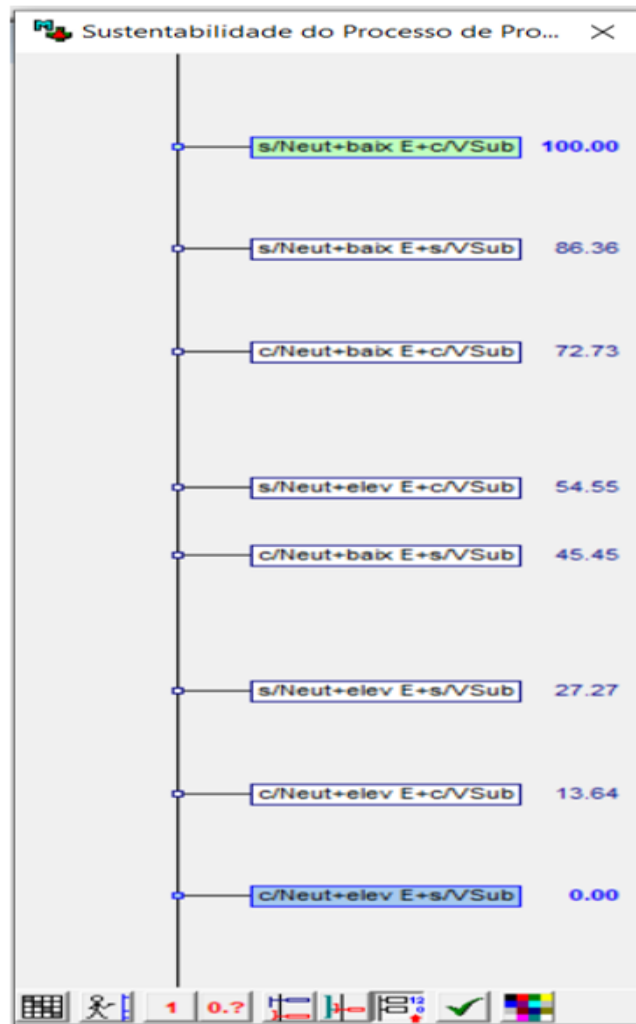 Sustentabilidade do Processo de Pro...
s/Neut+baix E+c/VSub 100.00
s/Neut+baix E+s/VSub 86.36
c/Neut+baix E+c/VSub 72.73
s/Neut+elev E+c/VSub 54.55
c/Neut+baix E+s/VSub 45.45
s/Neut+elev E+s/VSub 27.27
c/Neut+elev E+c/VSub 13.64
c/Neut+elev E+s/VSub 0.00
1 0.?